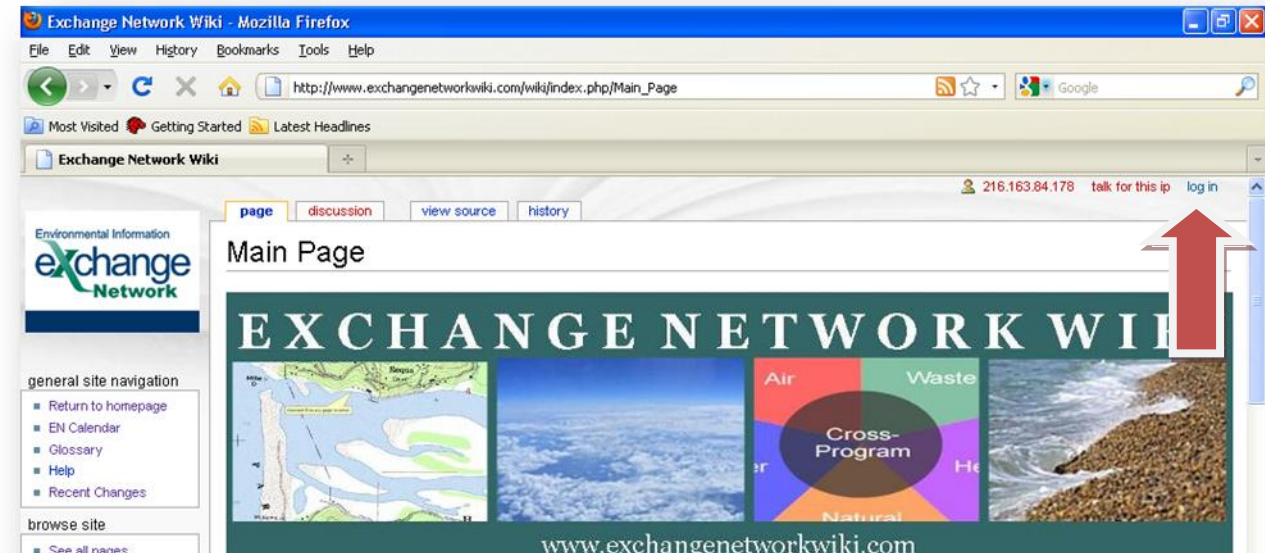 Exchange Network Wiki - Mozilla Firefox
File Edit View History Bookmarks Tools Help
http://www.exchangenetworkwiki.com/wiki/index.php/Main_Page
Google
Most Visited Getting Started Latest Headlines
Exchange Network Wiki
216.163.84.178 talk for this ip log in
page discussion view source history
Environmental Information
exchange
Network
Main Page
EXCHANGE NETWORK WI
Air Waste
Cross-
Program
Natural
www.exchangenetworkwiki.com
general site navigation
Return to homepage
EN Calendar
Glossary
Help
Recent Changes
browse site
See all pages